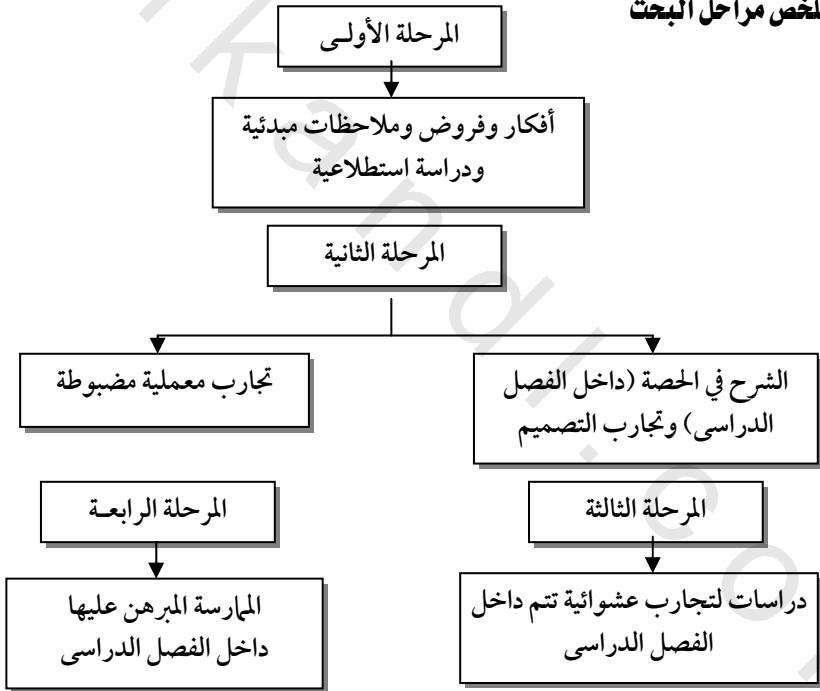 لخص مراحل البحث
المرحلة الأولـى
أفكار وفروض وملاحظات مبدئية
ودراسة استطلاعية
المرحلة الثانية
الشرح في الحصة (داخل الفصل
الدراسى) وتجارب التصميم
تجارب معملية مضبوطة
المرحلة الثالثة
دراسات لتجارب عشوائية تتم داخل
الفصل الدراسى
المرحلة الرابعـة
الممارسة المبرهن عليها
داخل الفصل الدراسى